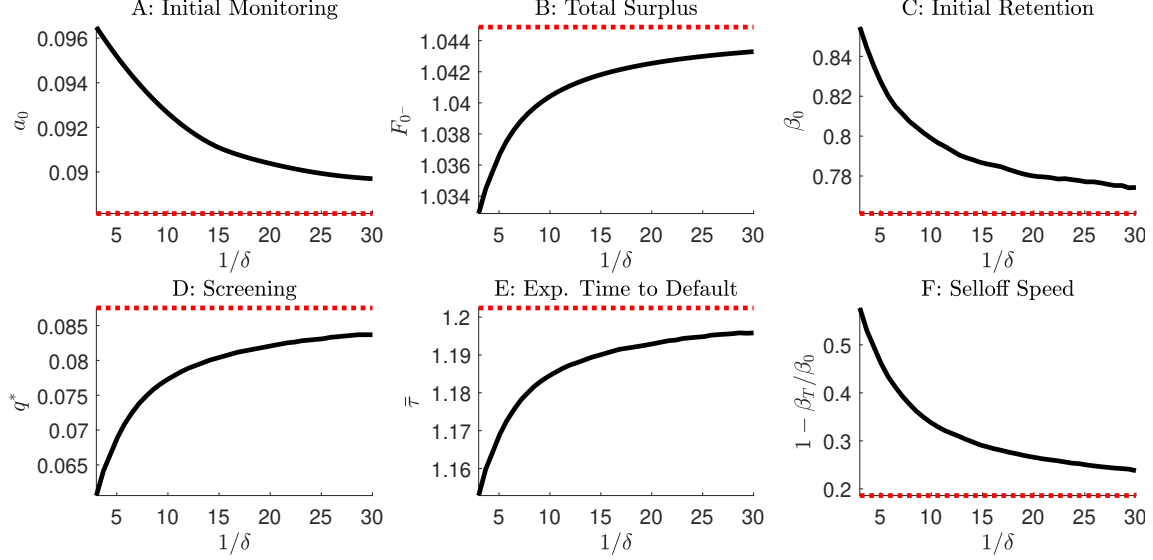 A: Initial Monitoring
0.096
0.094
0.092
0.09
a₀
5 10 15 20 25 30
1/δ
B: Total Surplus
1.044
1.042
1.04
1.038
1.036
1.034
F₀⁻
5 10 15 20 25 30
1/δ
C: Initial Retention
0.84
0.82
0.8
0.78
β₀
5 10 15 20 25 30
1/δ
D: Screening
0.085
0.08
0.075
0.07
0.065
q*
5 10 15 20 25 30
1/δ
E: Exp. Time to Default
1.2
1.19
1.18
1.17
1.16
τ̄
5 10 15 20 25 30
1/δ
F: Selloff Speed
0.5
0.4
0.3
0.2
1 − β_T/β₀
5 10 15 20 25 30
1/δ